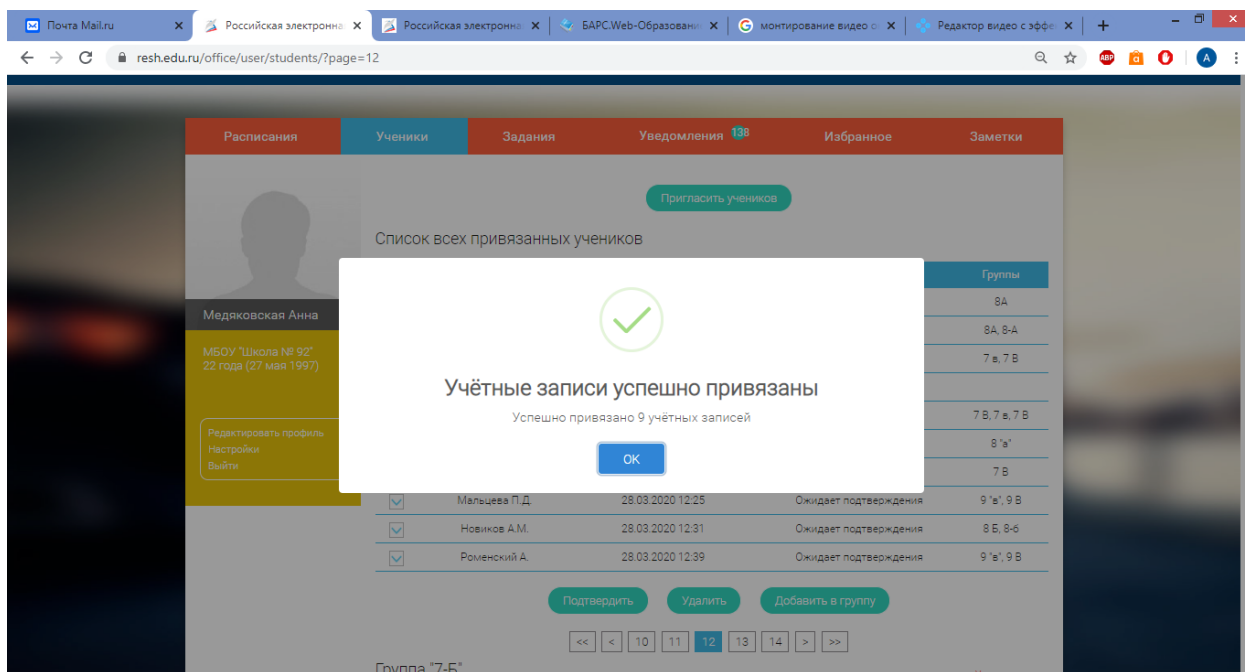 Почта Mail.ru
Российская электронна
Российская электронна
БАРС.Web-Образовани
монтирование видео о
Редактор видео с эффе
resh.edu.ru/office/user/students/?page=12
ABP
A
Расписания Ученики Задания Уведомления 138 Избранное Заметки
Пригласить учеников
Список всех привязанных учеников
Группы
8А
8А, 8-А
7 в, 7 В
7 В, 7 в, 7 В
8 "а"
7 В
Медяковская Анна
МБОУ "Школа № 92"
22 года (27 мая 1997)
Редактировать профиль
Настройки
Выйти
Учётные записи успешно привязаны
Успешно привязано 9 учётных записей
OK
Мальцева П.Д. 28.03.2020 12:25 Ожидает подтверждения 9 "в", 9 В
Новиков А.М. 28.03.2020 12:31 Ожидает подтверждения 8 Б, 8-б
Роменский А. 28.03.2020 12:39 Ожидает подтверждения 9 "в", 9 В
Подтвердить Удалить Добавить в группу
<< < 10 11 12 13 14 > >>
Группа "7-Б"